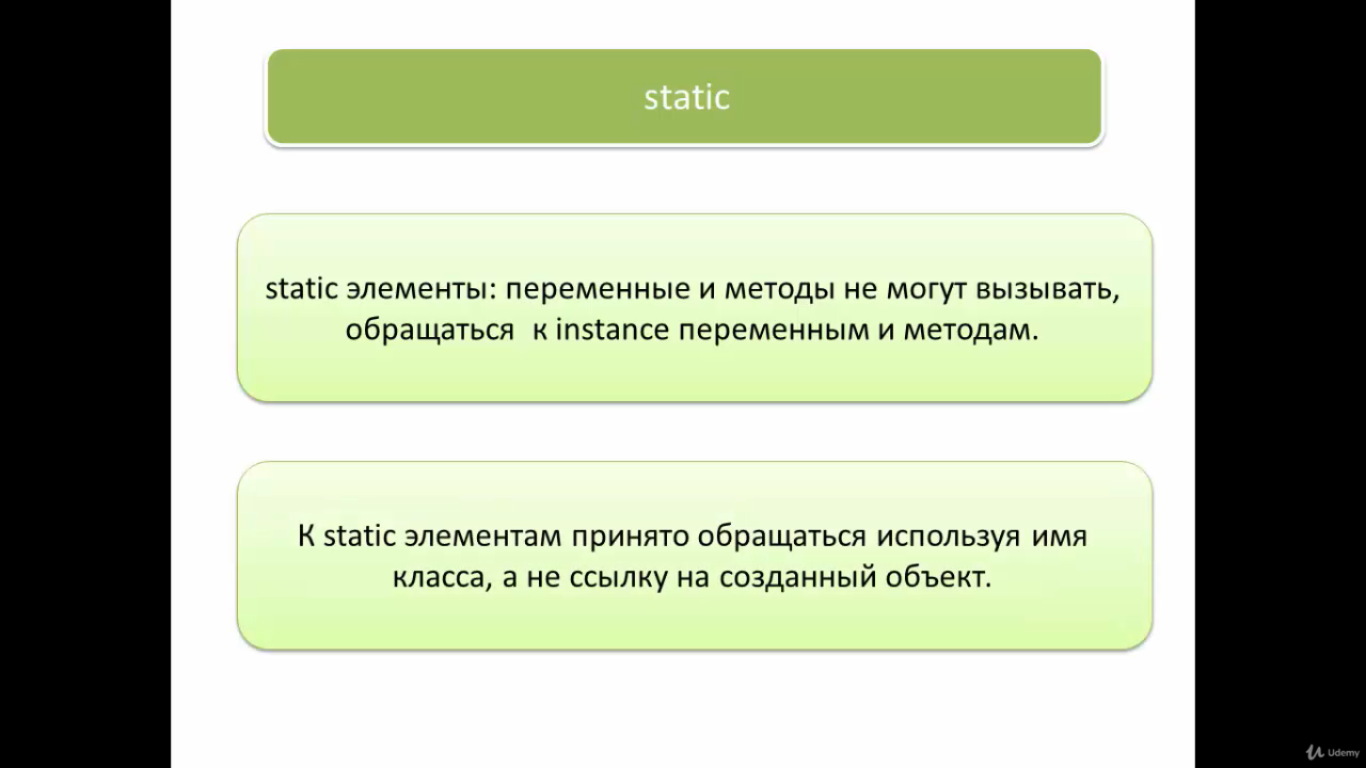 static
static элементы: переменные и методы не могут вызывать,
обращаться к instance переменным и методам.
К static элементам принято обращаться используя имя
класса, а не ссылку на созданный объект.
Udemy